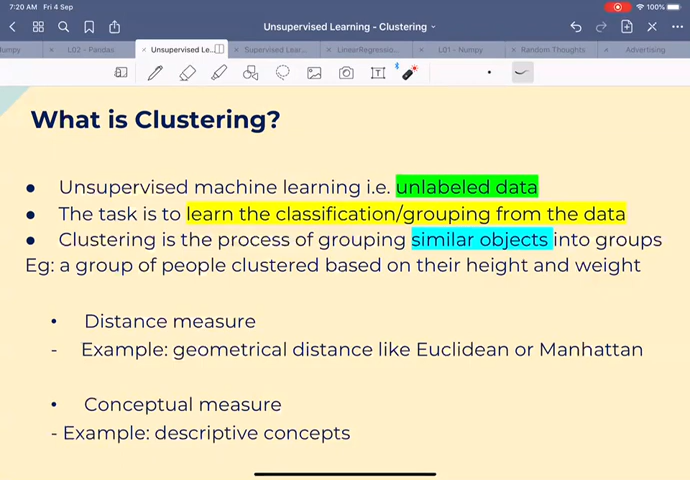 7:20 AM Fri 4 Sep
100%
Unsupervised Learning - Clustering
L02 - Pandas
Unsupervised Le...
Supervised Lear...
LinearRegressio...
L01 - Numpy
Random Thoughts
Advertising
What is Clustering?
● Unsupervised machine learning i.e. unlabeled data
● The task is to learn the classification/grouping from the data
● Clustering is the process of grouping similar objects into groups
Eg: a group of people clustered based on their height and weight
• Distance measure
- Example: geometrical distance like Euclidean or Manhattan
• Conceptual measure
- Example: descriptive concepts